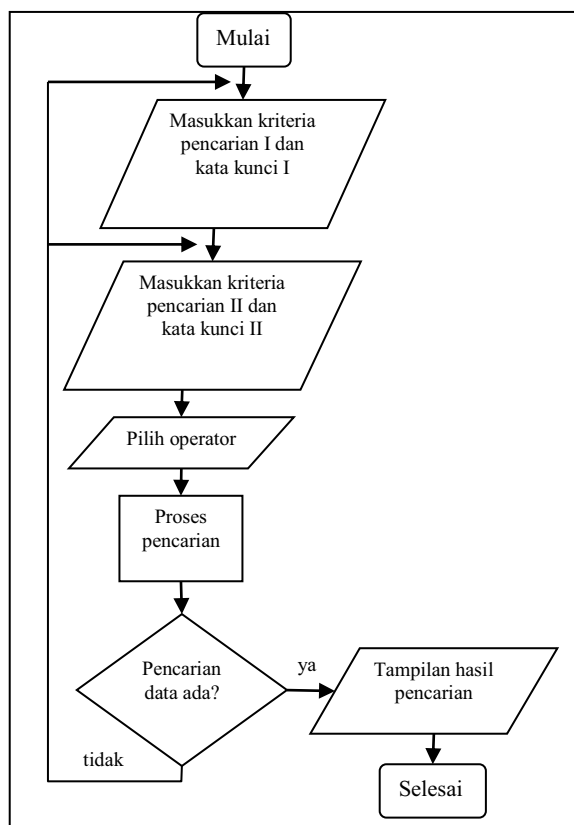 Mulai
Masukkan kriteria
pencarian I dan
kata kunci I
Masukkan kriteria
pencarian II dan
kata kunci II
Pilih operator
Proses
pencarian
Pencarian
data ada?
ya
Tampilan hasil
pencarian
tidak
Selesai